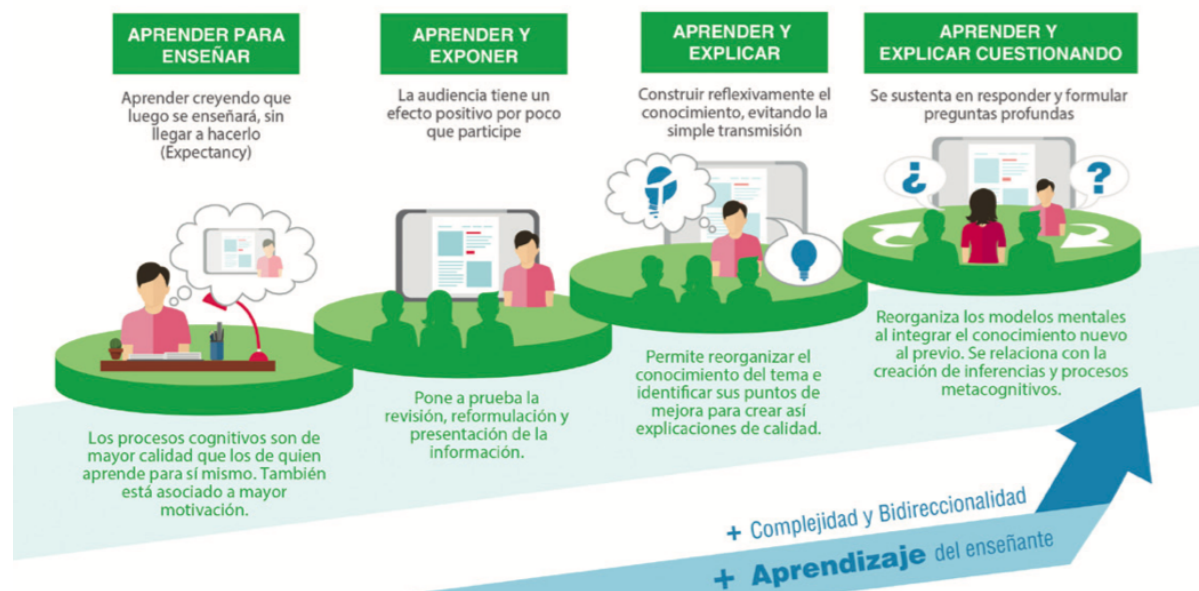 APRENDER PARA
ENSEÑAR
Aprender creyendo que
luego se enseñará, sin
llegar a hacerlo
(Expectancy)
Los procesos cognitivos son de
mayor calidad que los de quien
aprende para sí mismo. También
está asociado a mayor
motivación.
APRENDER Y
EXPONER
La audiencia tiene un
efecto positivo por poco
que participe
Pone a prueba la
revisión, reformulación y
presentación de la
información.
APRENDER Y
EXPLICAR
Construir reflexivamente el
conocimiento, evitando la
simple transmisión
Permite reorganizar el
conocimiento del tema e
identificar sus puntos de
mejora para crear así
explicaciones de calidad.
APRENDER Y
EXPLICAR CUESTIONANDO
Se sustenta en responder y formular
preguntas profundas
¿
?
Reorganiza los modelos mentales
al integrar el conocimiento nuevo
al previo. Se relaciona con la
creación de inferencias y procesos
metacognitivos.
+ Complejidad y Bidireccionalidad
+ Aprendizaje del enseñante